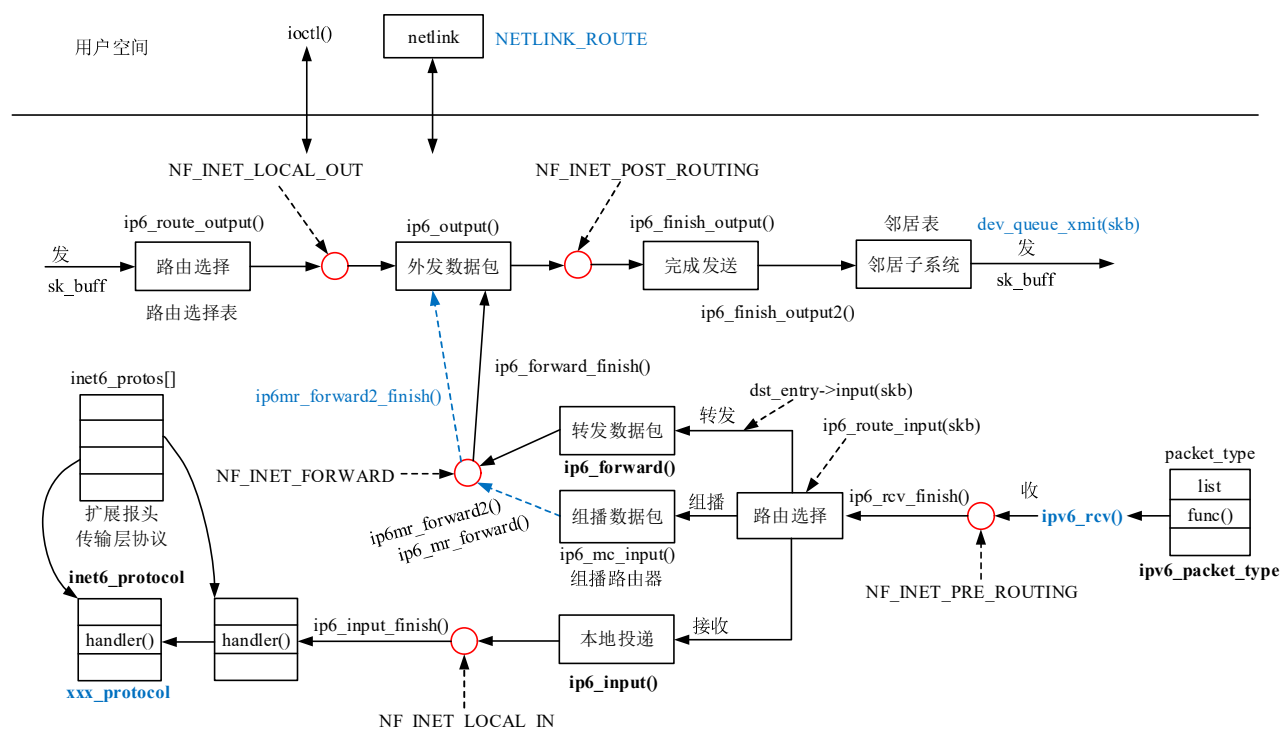 用户空间
ioctl()
netlink
NETLINK_ROUTE
NF_INET_LOCAL_OUT
NF_INET_POST_ROUTING
ip6_route_output()
ip6_output()
ip6_finish_output()
邻居表
dev_queue_xmit(skb)
发
sk_buff
路由选择
外发数据包
完成发送
邻居子系统
发
sk_buff
路由选择表
ip6_finish_output2()
inet6_protos[]
ip6_forward_finish()
ip6mr_forward2_finish()
dst_entry->input(skb)
转发
转发数据包
ip6_route_input(skb)
ip6_forward()
NF_INET_FORWARD
packet_type
list
func()
ipv6_packet_type
扩展报头
传输层协议
ip6mr_forward2()
ip6_mr_forward()
组播数据包
组播
路由选择
ip6_rcv_finish()
收
ipv6_rcv()
ip6_mc_input()
组播路由器
NF_INET_PRE_ROUTING
inet6_protocol
handler()
handler()
ip6_input_finish()
本地投递
接收
xxx_protocol
ip6_input()
NF_INET_LOCAL_IN